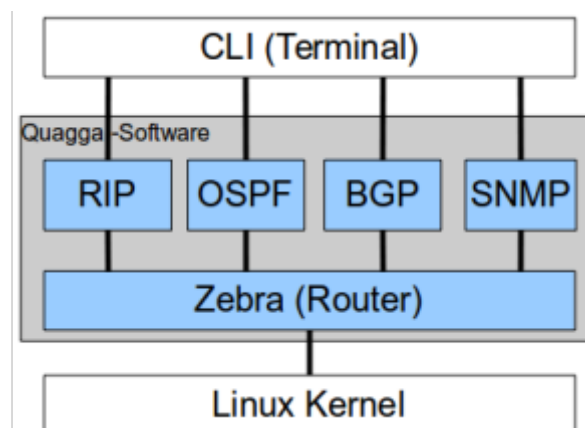 CLI (Terminal)
Quagga -Software
RIP
OSPF
BGP
SNMP
Zebra (Router)
Linux Kernel